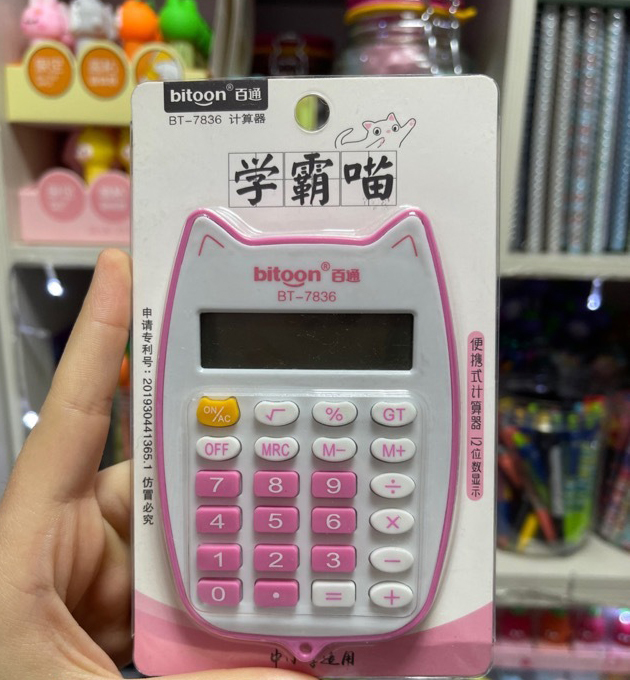 bitoon® 百通
BT-7836 计算器
学霸喵
bitoon® 百通
BT-7836
申请专利号：201930441365.1 仿冒必究
便携式计算器 12位数显示
ON/AC √ % GT
OFF MRC M− M+
7 8 9 ÷
4 5 6 ×
1 2 3 −
0 • = +